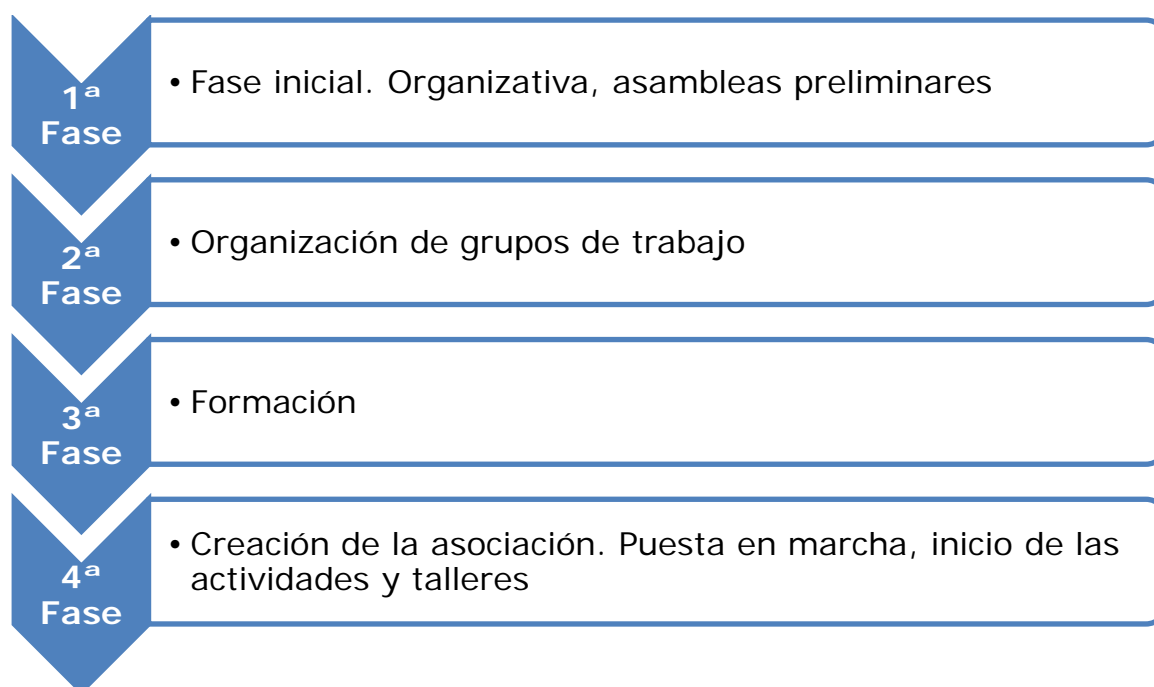 1ª
Fase
• Fase inicial. Organizativa, asambleas preliminares
2ª
Fase
• Organización de grupos de trabajo
3ª
Fase
• Formación
4ª
Fase
• Creación de la asociación. Puesta en marcha, inicio de las
actividades y talleres